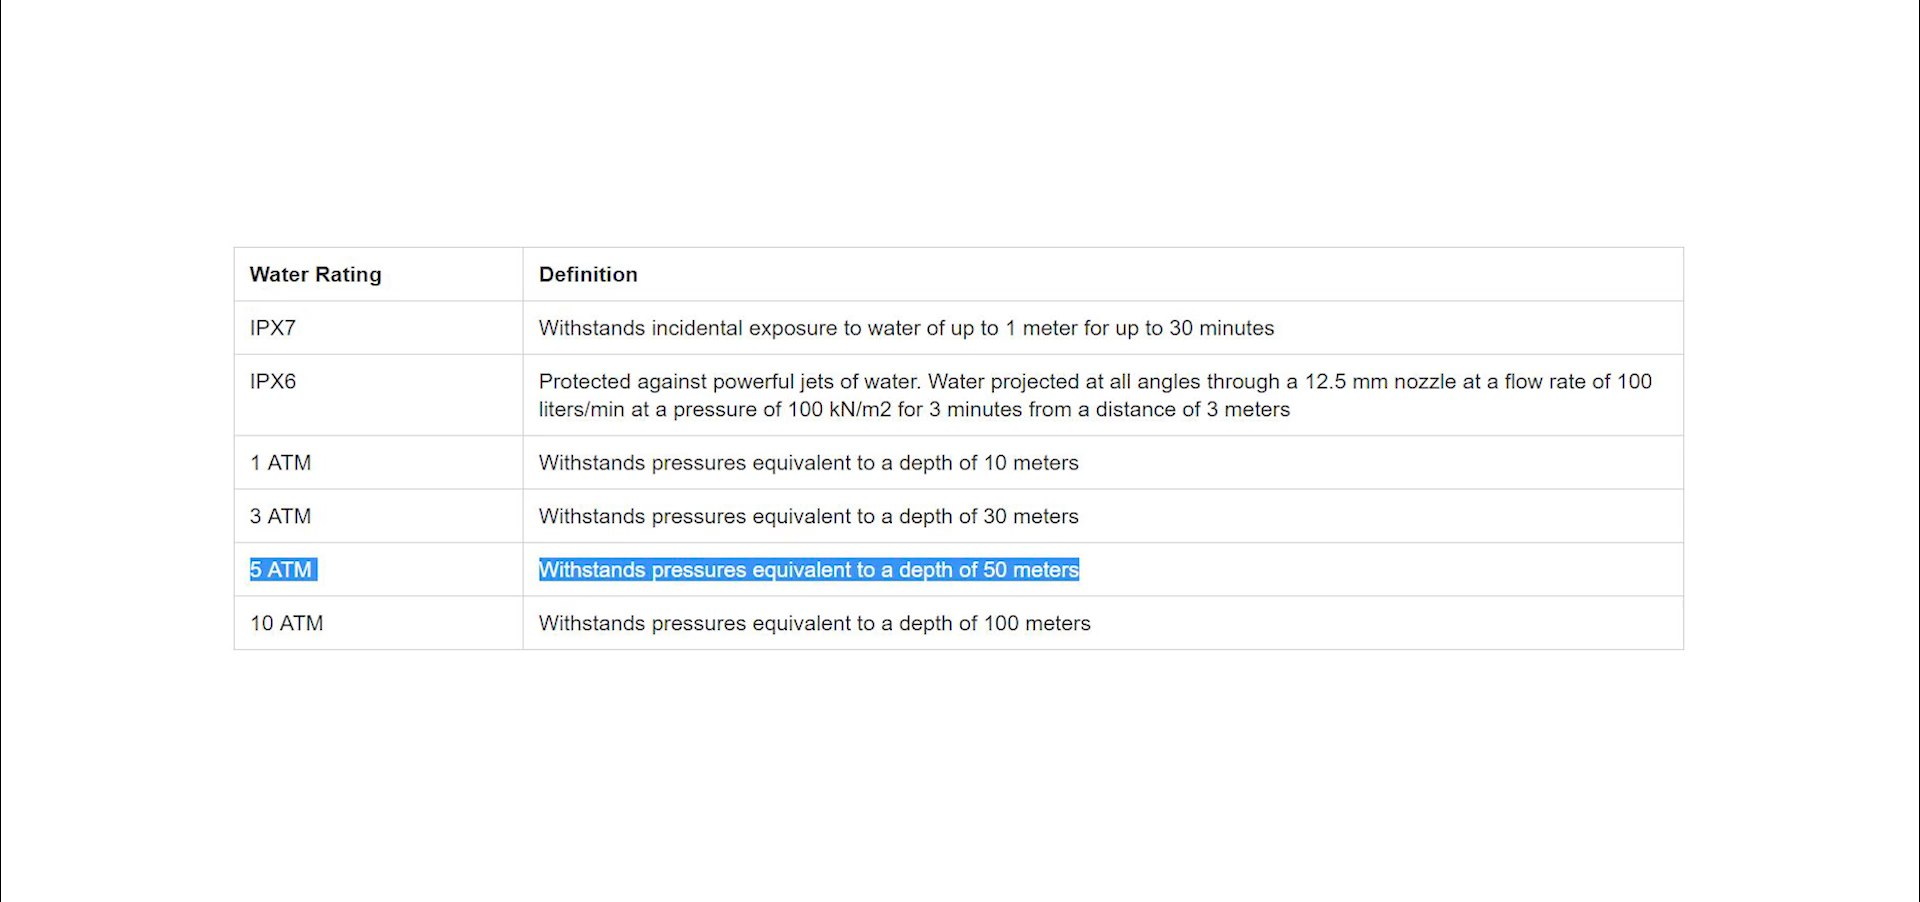 Water Rating Definition
IPX7 Withstands incidental exposure to water of up to 1 meter for up to 30 minutes
IPX6 Protected against powerful jets of water. Water projected at all angles through a 12.5 mm nozzle at a flow rate of 100
liters/min at a pressure of 100 kN/m2 for 3 minutes from a distance of 3 meters
1 ATM Withstands pressures equivalent to a depth of 10 meters
3 ATM Withstands pressures equivalent to a depth of 30 meters
5 ATM Withstands pressures equivalent to a depth of 50 meters
10 ATM Withstands pressures equivalent to a depth of 100 meters